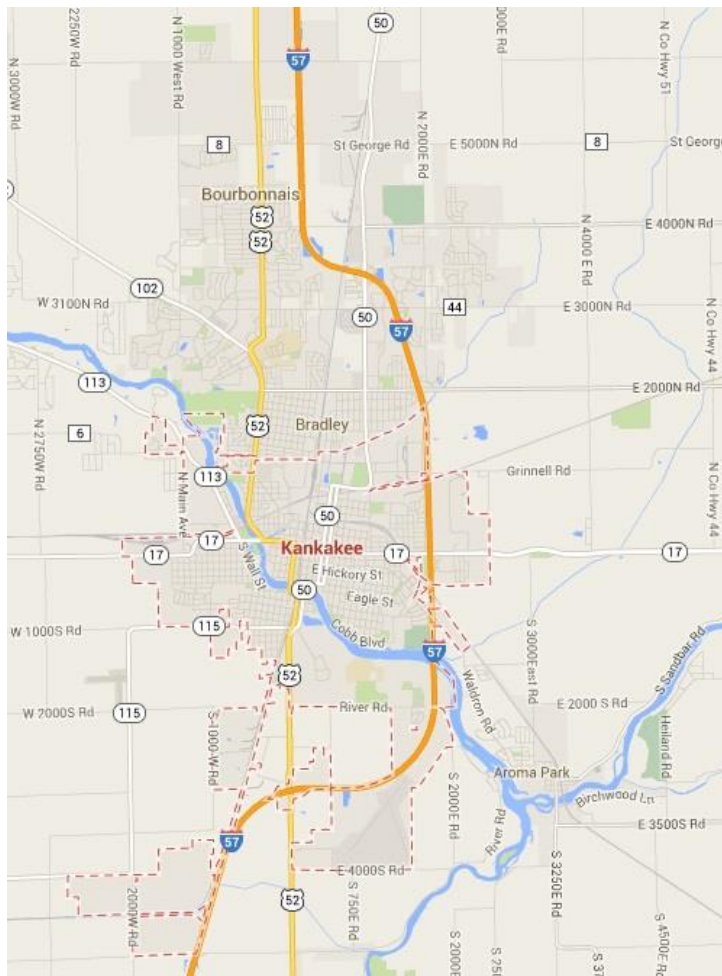 2250W Rd
N 1000 West Rd
50
57
N 3000W Rd
N 2000E Rd
N Co Hwy 51
8
St George Rd
E 5000N Rd
8
St George
Bourbonnais
52
52
E 4000N Rd
N 4000 E Rd
102
W 3100N Rd
50
57
44
E 3000N Rd
N Co Hwy 44
113
E 2000N Rd
N 2750W Rd
6
52
Bradley
113
N Main Ave
Grinnell Rd
N Co Hwy 44
50
17
17
Kankakee
17
17
S Wall St
E Hickory St
50
Eagle St
W 1000S Rd
115
Cobb Blvd
57
S 3000East Rd
S Sandbar Rd
52
Waldron Rd
W 2000S Rd
115
S 1000 W Rd
River Rd
E 2000 S Rd
Heiland Rd
Aroma Park
S 2000E Rd
Birchwood Ln
River Rd
E 3500S Rd
57
E 4000S Rd
2000W Rd
52
S 750E Rd
S 3250E Rd
S 4500E Rd
S 2000E